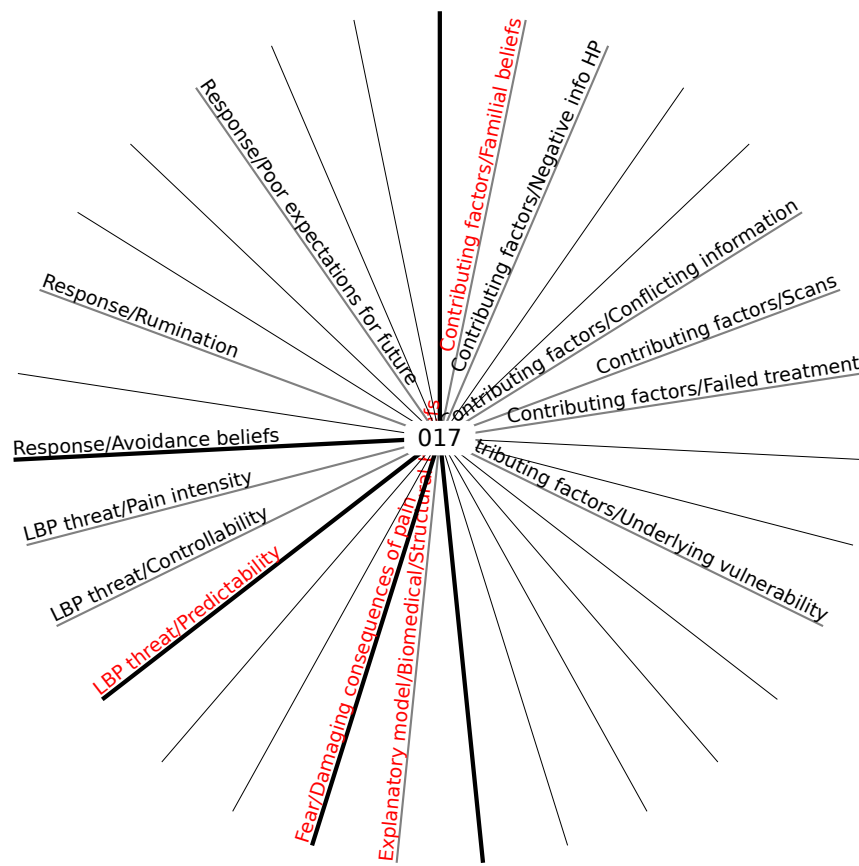 Contributing factors/Familial beliefs
Contributing factors/Negative info HP
Contributing factors/Conflicting information
Contributing factors/Scans
Contributing factors/Failed treatment
tributing factors/Underlying vulnerability
Explanatory model/Biomedical/Structural
Fear/Damaging consequences of pain
LBP threat/Predictability
LBP threat/Controllability
LBP threat/Pain intensity
Response/Avoidance beliefs
Response/Rumination
Response/Poor expectations for future
017